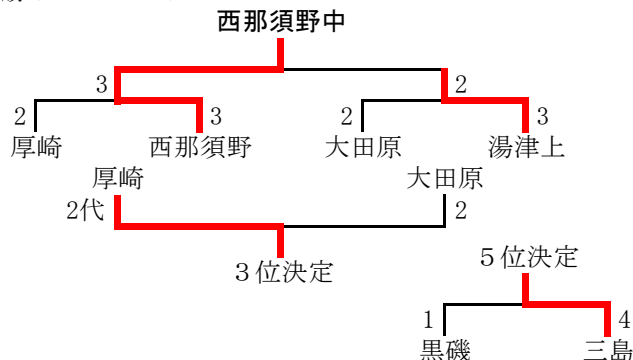 西那須野中
3 2
2 3 2 3
厚崎 西那須野 大田原 湯津上
厚崎 大田原
2代 2
３位決定
５位決定
1 4
黒磯 三島